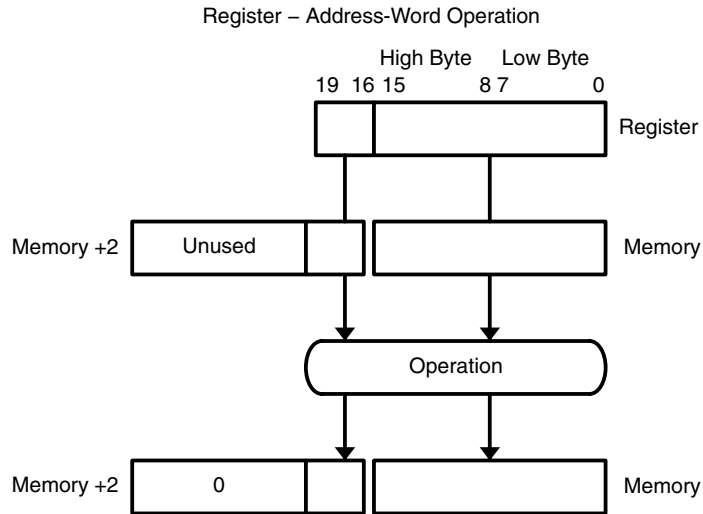 Register – Address-Word Operation
High Byte Low Byte
19 16 15 8 7 0
Register
Memory +2 Unused Memory
Operation
Memory +2 0 Memory